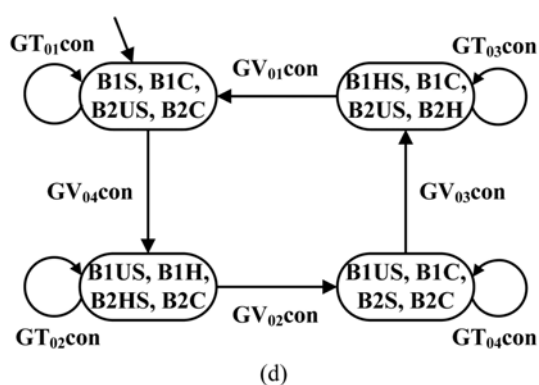 GT₀₁con
GV₀₁con
GT₀₃con
B1S, B1C,
B2US, B2C
B1HS, B1C,
B2US, B2H
GV₀₄con
GV₀₃con
B1US, B1H,
B2HS, B2C
B1US, B1C,
B2S, B2C
GT₀₂con
GV₀₂con
GT₀₄con
(d)